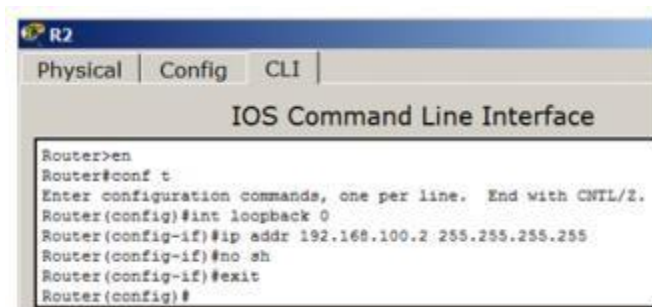 R2
Physical Config CLI
IOS Command Line Interface
Router>en
Router#conf t
Enter configuration commands, one per line. End with CNTL/Z.
Router(config)#int loopback 0
Router(config-if)#ip addr 192.168.100.2 255.255.255.255
Router(config-if)#no sh
Router(config-if)#exit
Router(config)#